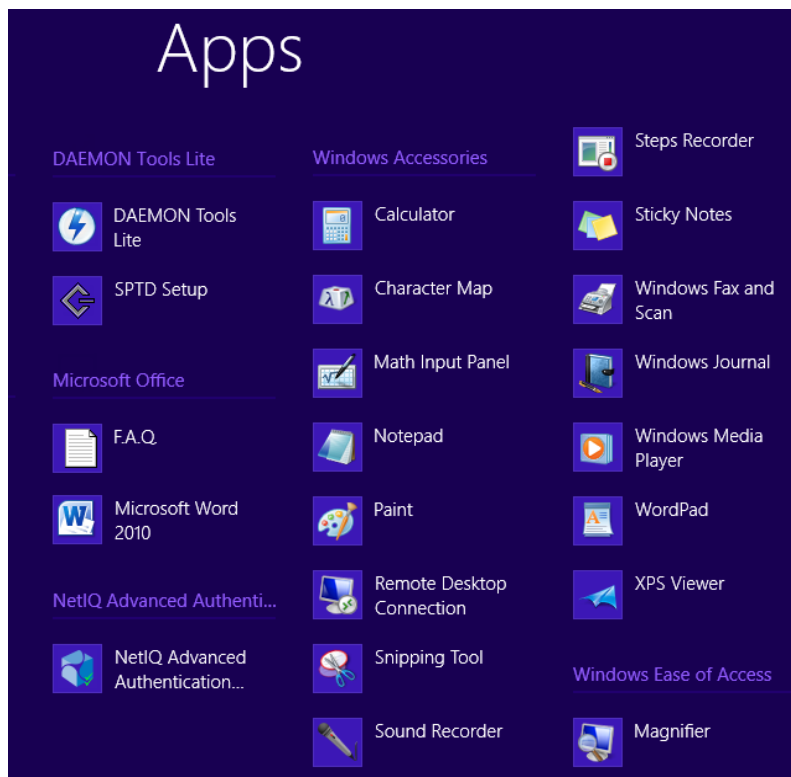 Apps
DAEMON Tools Lite
DAEMON Tools
Lite
SPTD Setup
Microsoft Office
F.A.Q.
Microsoft Word
2010
NetIQ Advanced Authenti...
NetIQ Advanced
Authentication...
Windows Accessories
Calculator
Character Map
Math Input Panel
Notepad
Paint
Remote Desktop
Connection
Snipping Tool
Sound Recorder
Steps Recorder
Sticky Notes
Windows Fax and
Scan
Windows Journal
Windows Media
Player
WordPad
XPS Viewer
Windows Ease of Access
Magnifier